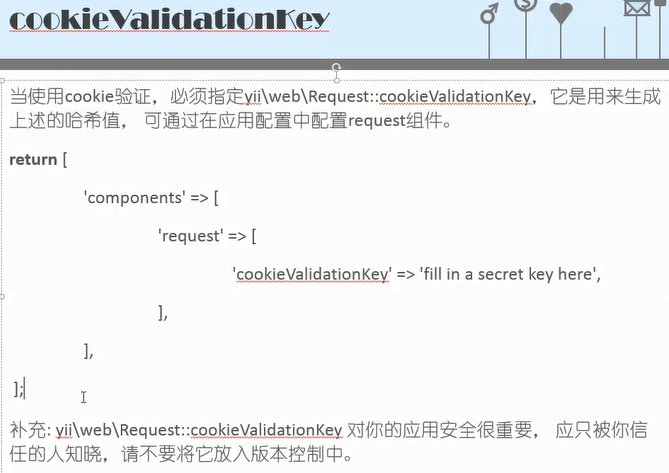 cookieValidationKey
当使用cookie验证，必须指定yii\web\Request::cookieValidationKey，它是用来生成
上述的哈希值， 可通过在应用配置中配置request组件。
return [
'components' => [
'request' => [
'cookieValidationKey' => 'fill in a secret key here',
],
],
];
补充: yii\web\Request::cookieValidationKey 对你的应用安全很重要， 应只被你信
任的人知晓，请不要将它放入版本控制中。